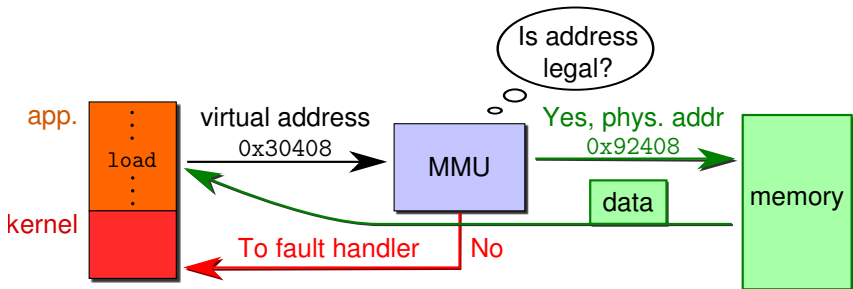 Is address
legal?
app.
virtual address
0x30408
Yes, phys. addr
0x92408
load
MMU
memory
data
kernel
To fault handler
No